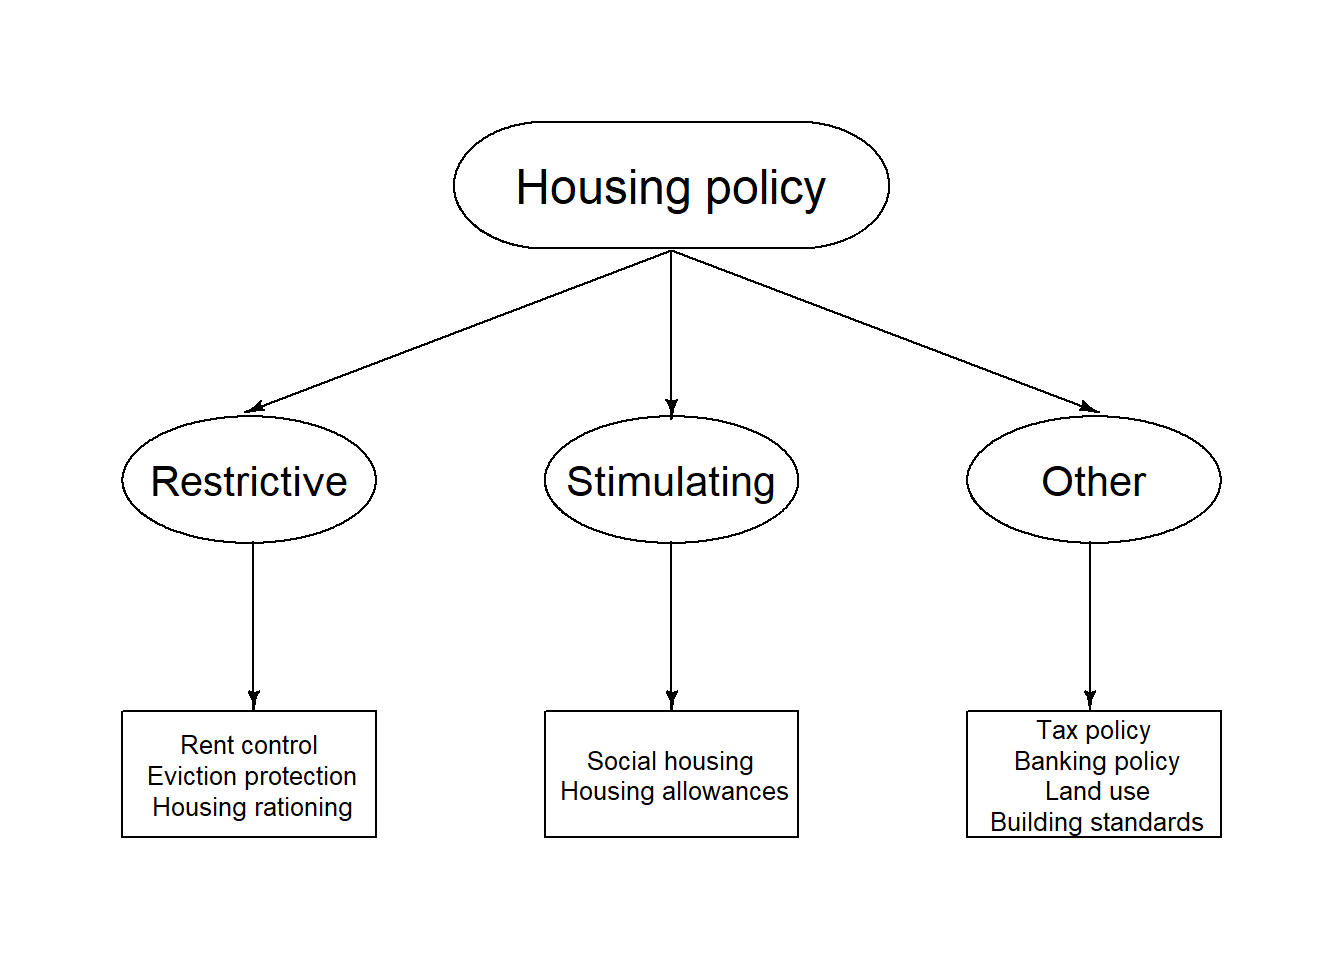 Housing policy
Restrictive
Stimulating
Other
Rent control
Eviction protection
Housing rationing
Social housing
Housing allowances
Tax policy
Banking policy
Land use
Building standards